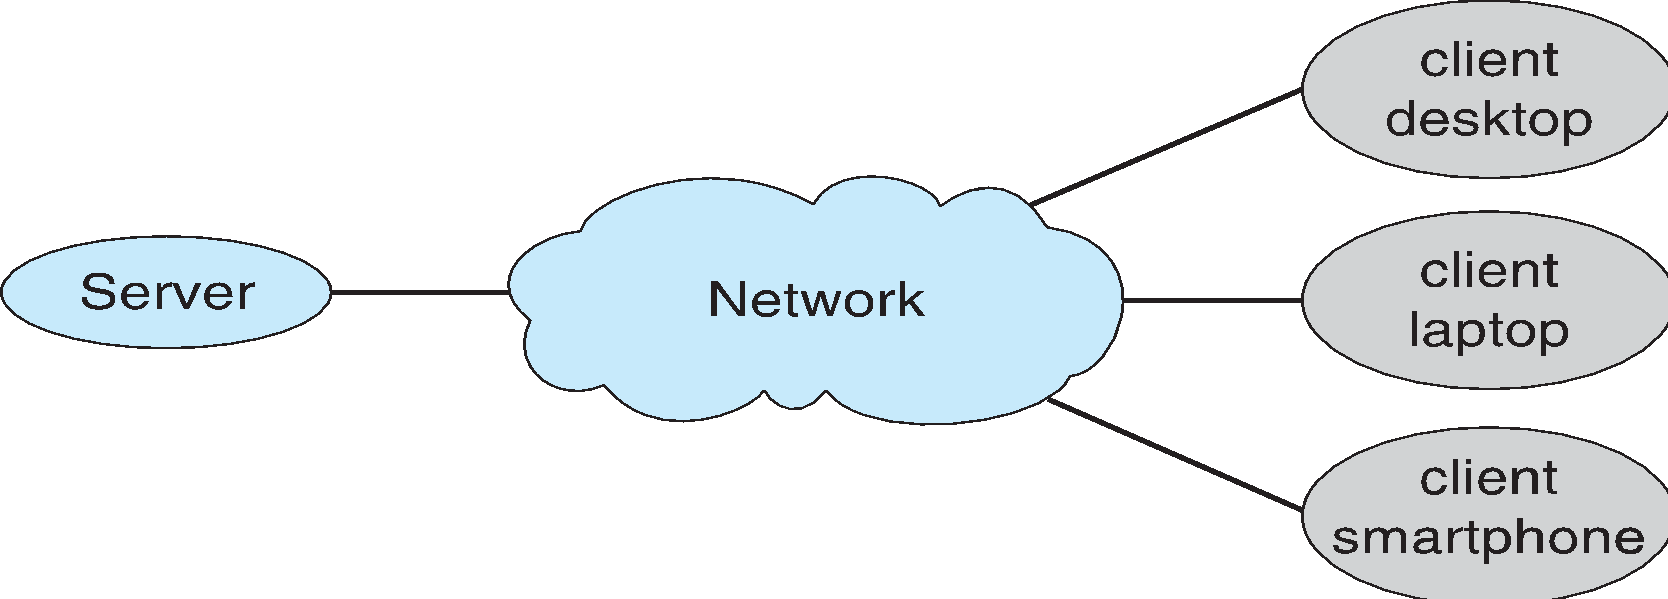 Server
Network
client
desktop
client
laptop
client
smartphone